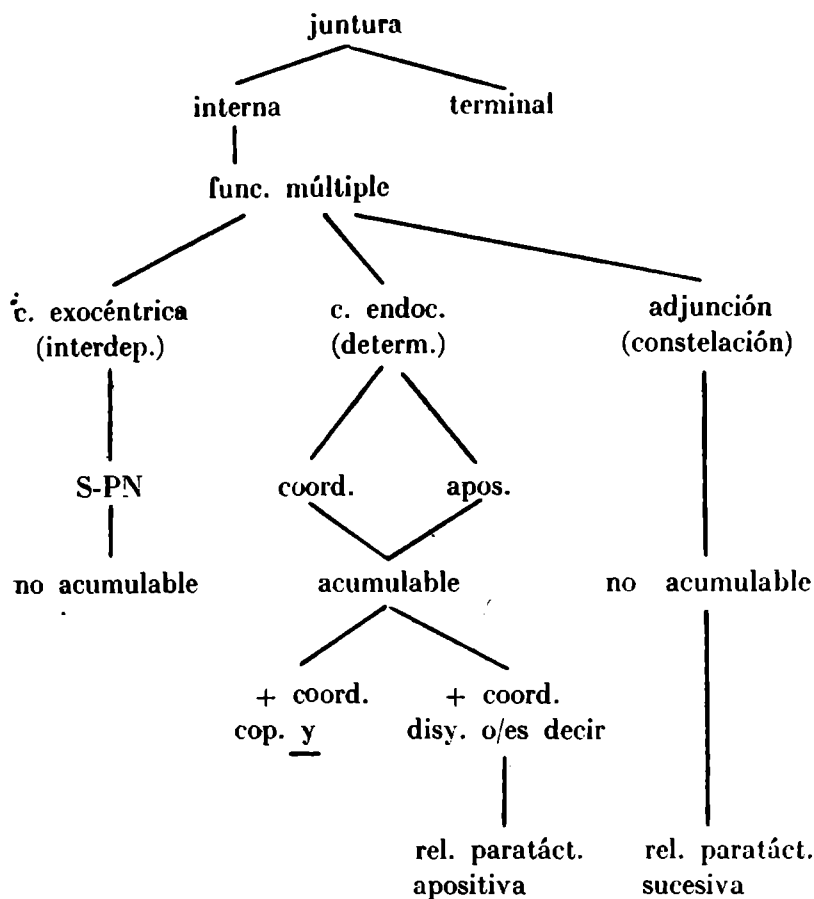 juntura
interna terminal
func. múltiple
c. exocéntrica c. endoc. adjunción
(interdep.) (determ.) (constelación)
S-PN coord. apos.
no acumulable acumulable no acumulable
+ coord. + coord.
cop. y disy. o/es decir
rel. paratáct. rel. paratáct.
apositiva sucesiva